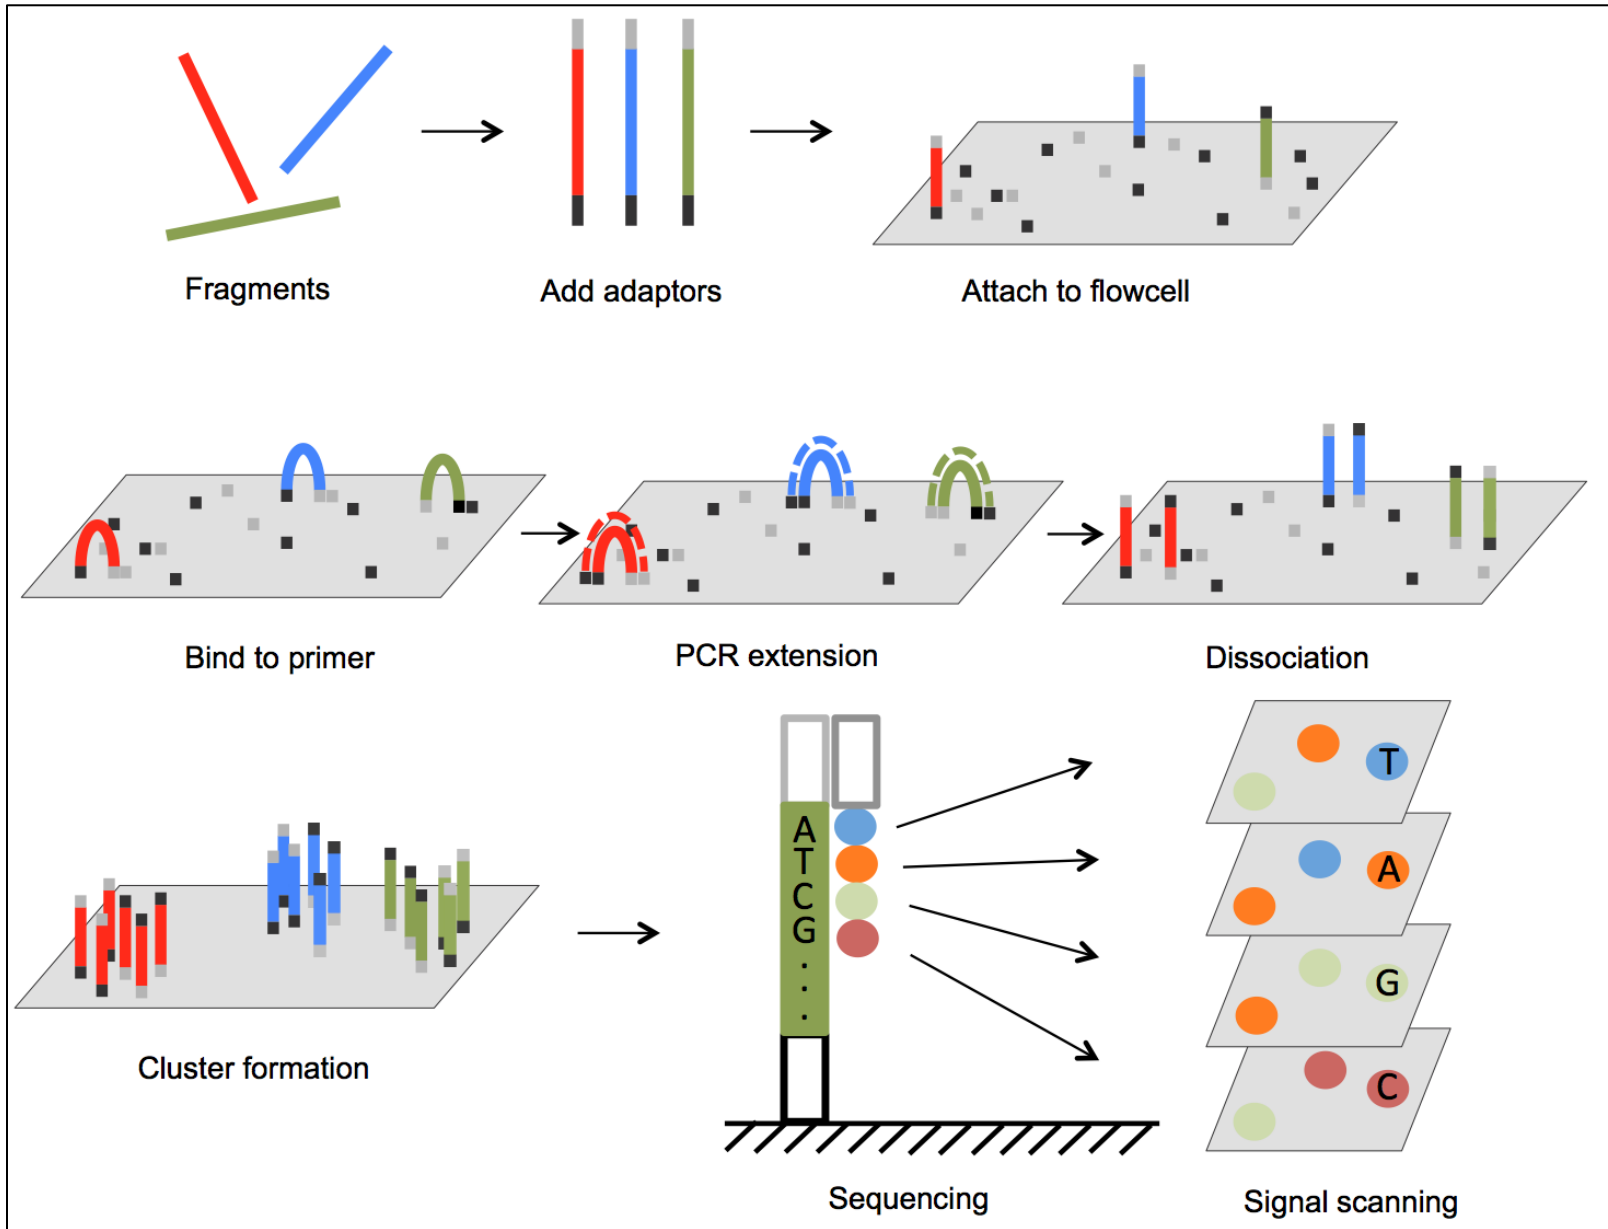 Fragments
Add adaptors
Attach to flowcell
Bind to primer
PCR extension
Dissociation
Cluster formation
A
T
C
G
.
.
.
Sequencing
T
A
G
C
Signal scanning